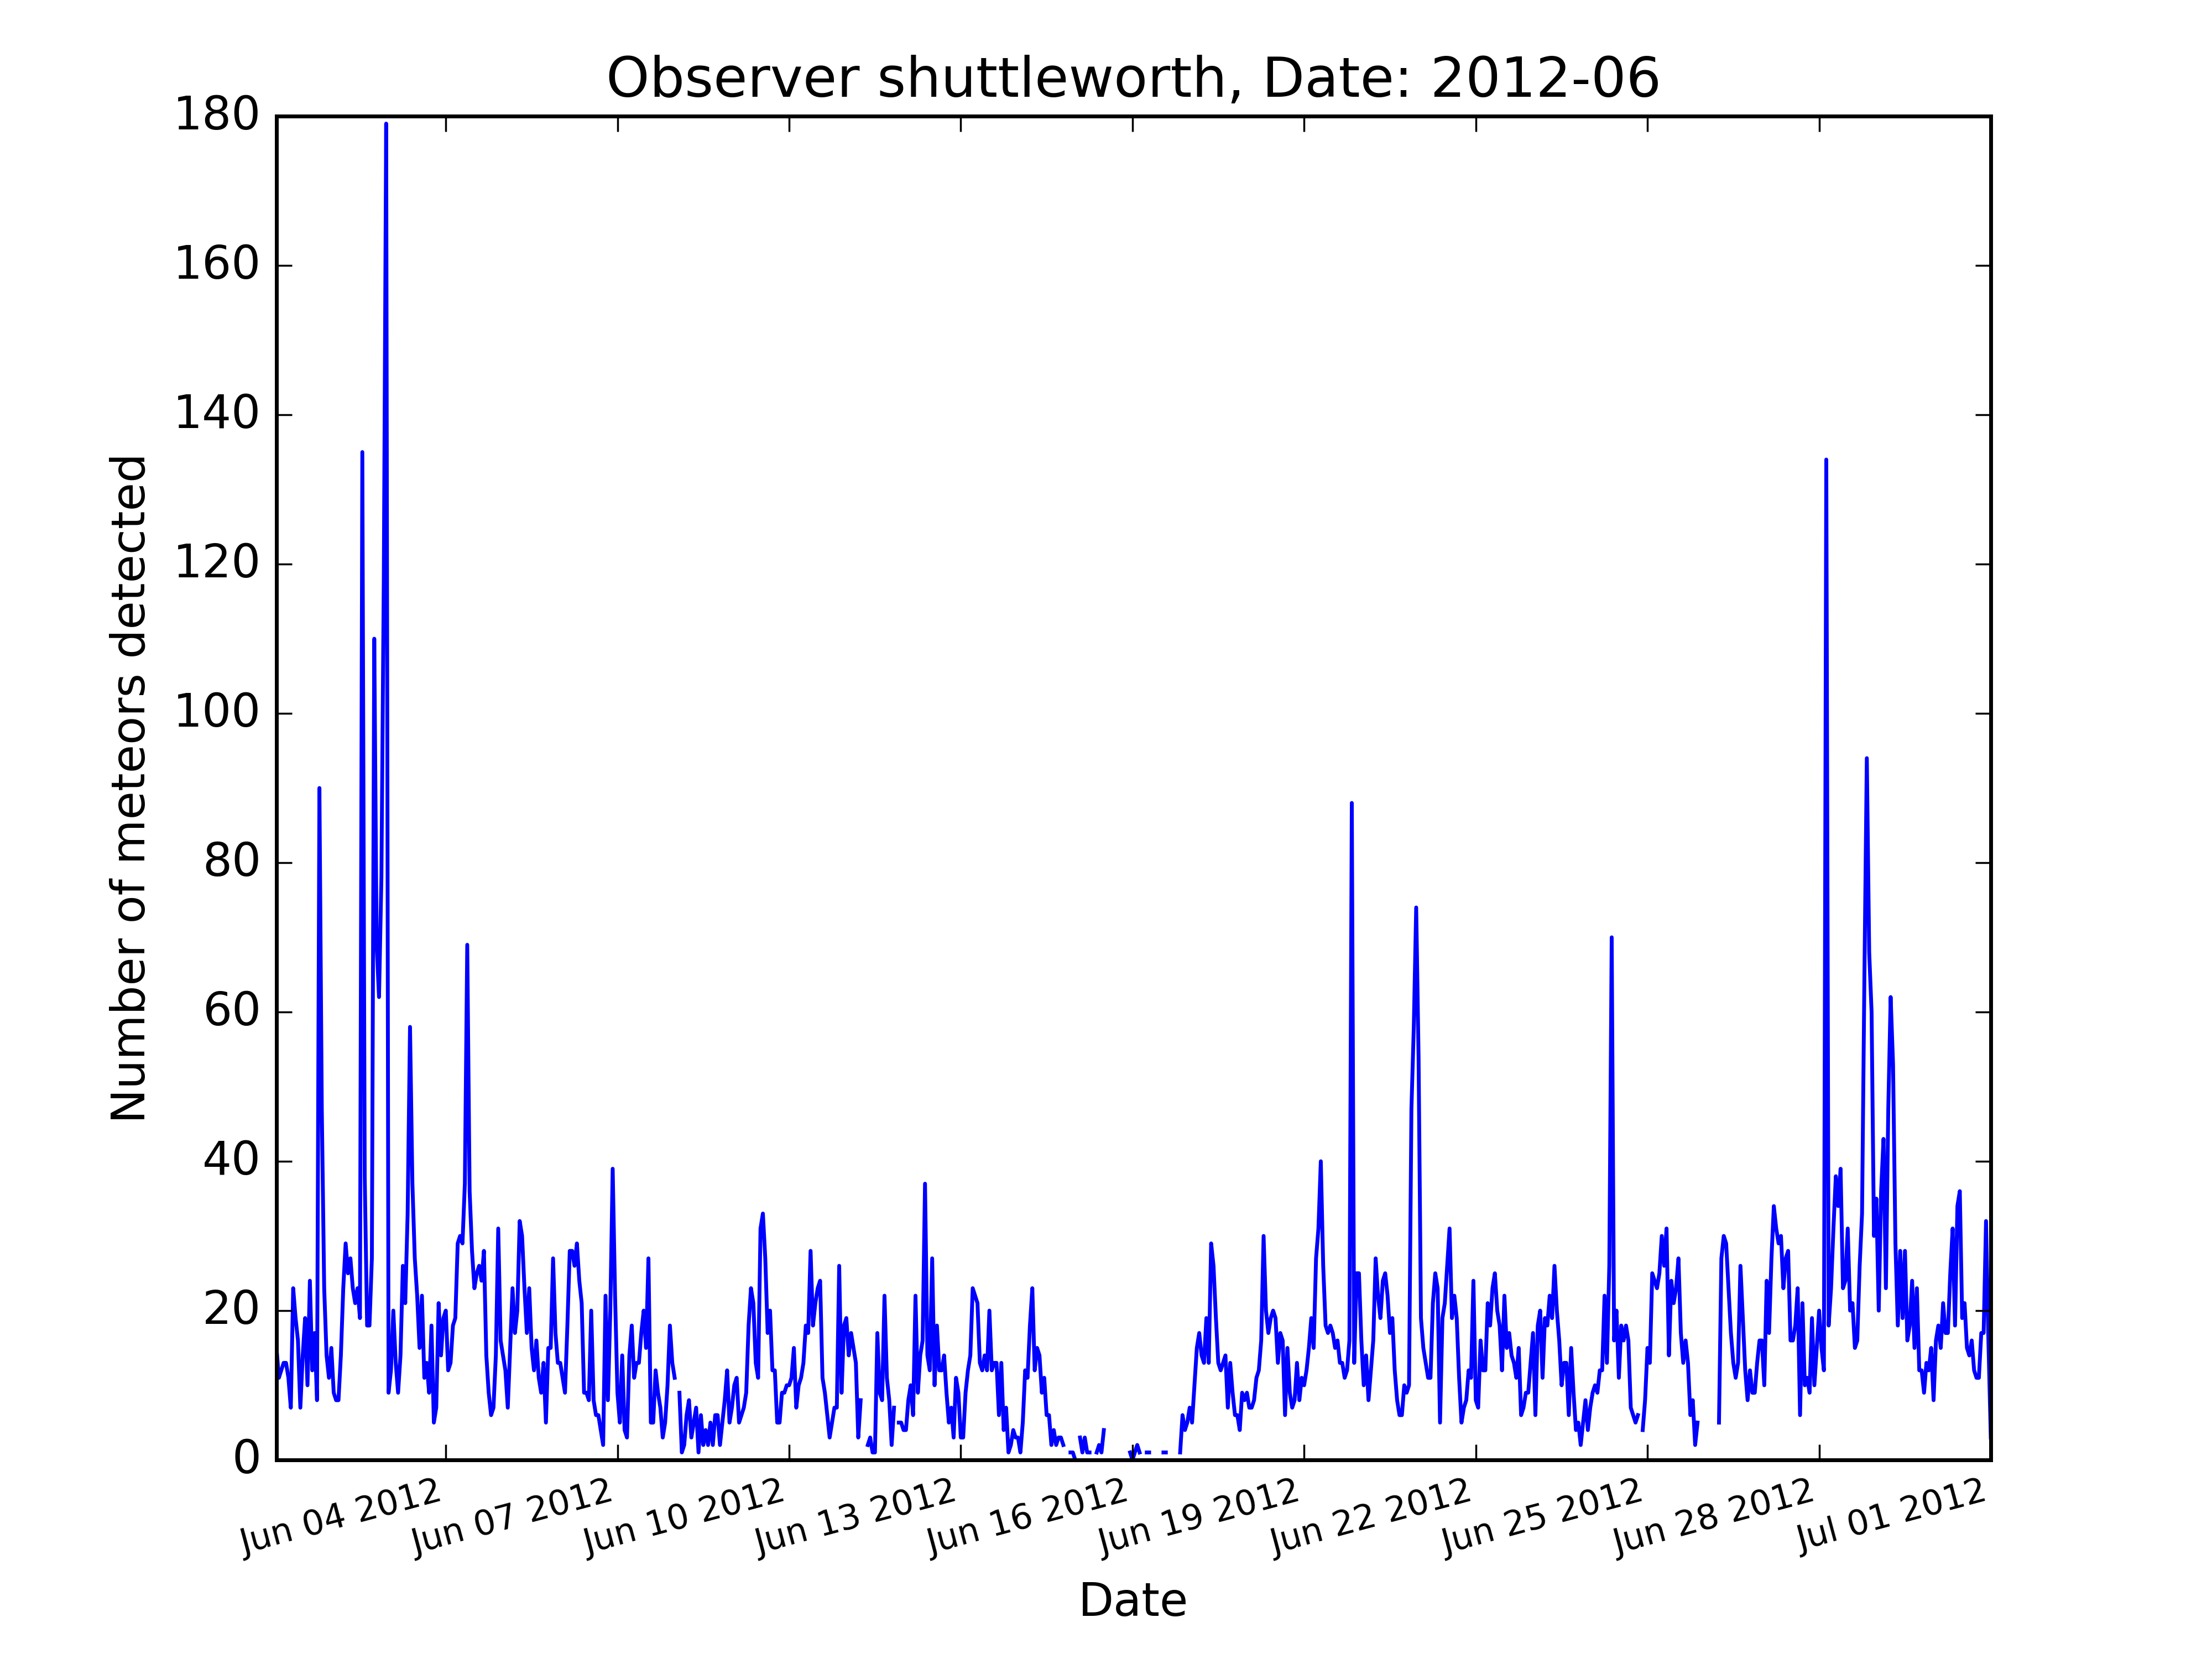 Observer shuttleworth, Date: 2012-06
180
160
140
120
100
80
60
40
20
0
Number of meteors detected
Jun 04 2012
Jun 07 2012
Jun 10 2012
Jun 13 2012
Jun 16 2012
Jun 19 2012
Jun 22 2012
Jun 25 2012
Jun 28 2012
Jul 01 2012
Date